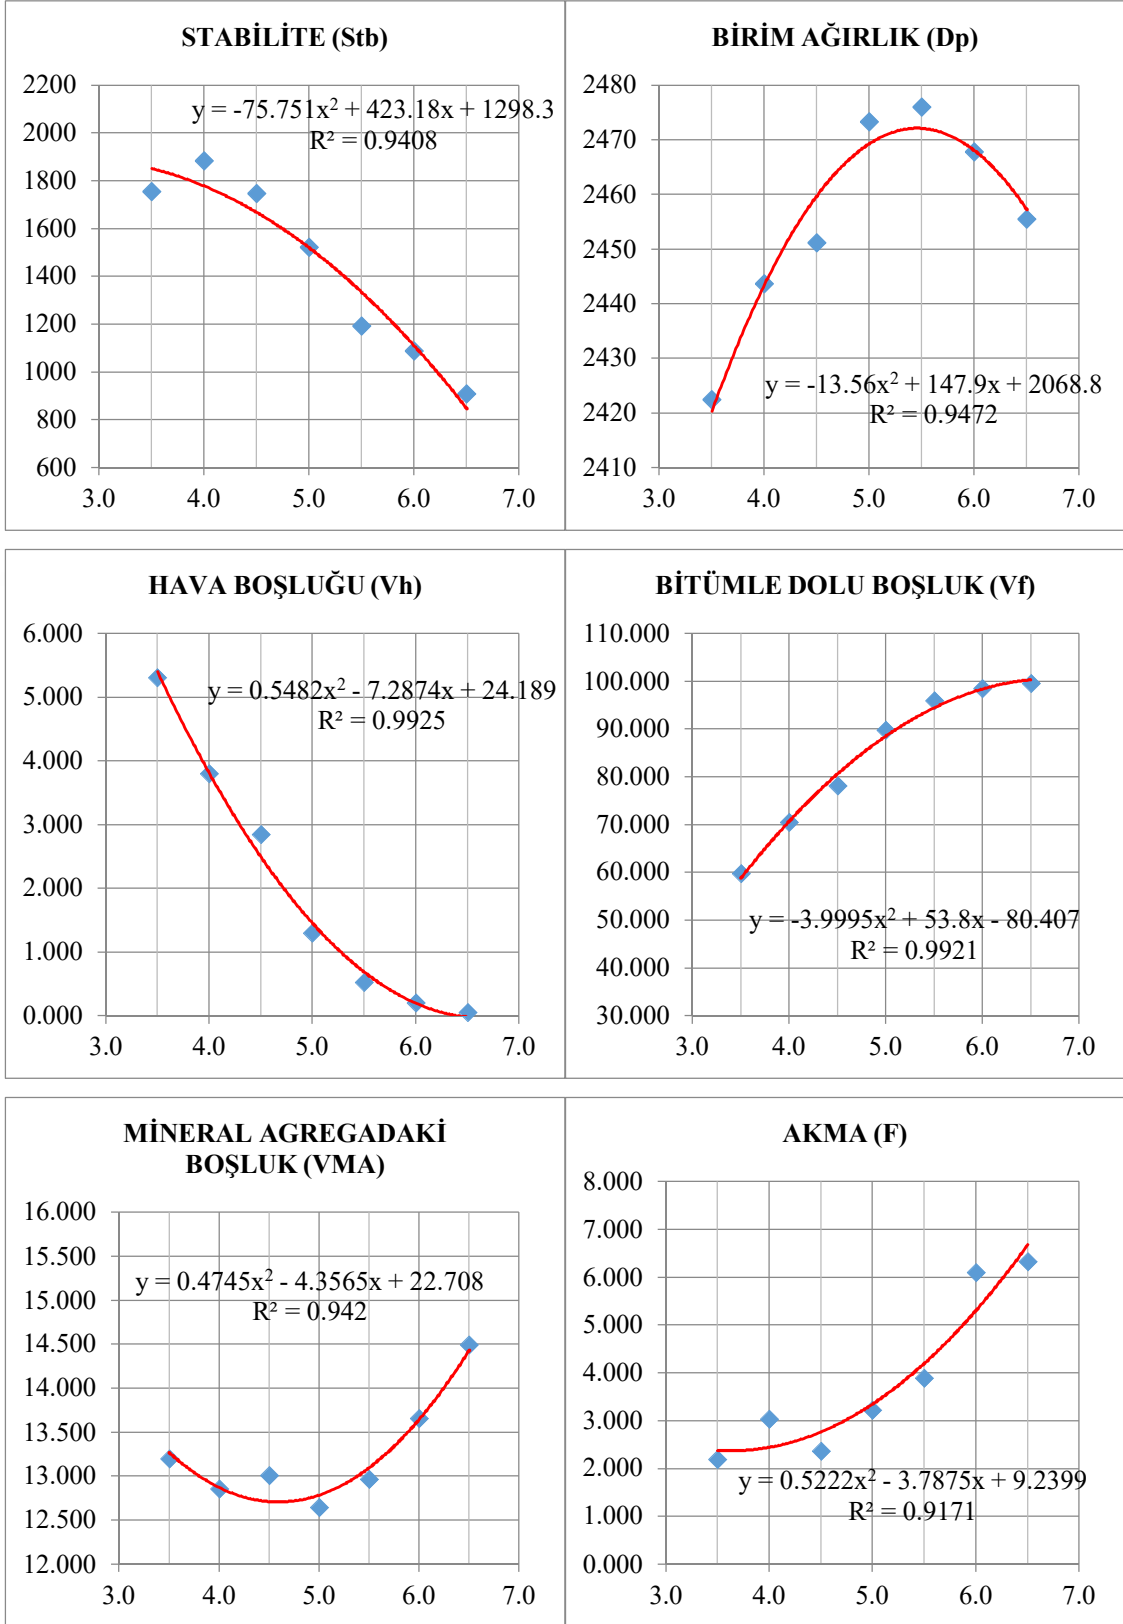 STABİLİTE (Stb)
2200
2000
1800
1600
1400
1200
1000
800
600
3.0 4.0 5.0 6.0 7.0
y = -75.751x² + 423.18x + 1298.3
R² = 0.9408
BİRİM AĞIRLIK (Dp)
2480
2470
2460
2450
2440
2430
2420
2410
3.0 4.0 5.0 6.0 7.0
y = -13.56x² + 147.9x + 2068.8
R² = 0.9472
HAVA BOŞLUĞU (Vh)
6.000
5.000
4.000
3.000
2.000
1.000
0.000
3.0 4.0 5.0 6.0 7.0
y = 0.5482x² - 7.2874x + 24.189
R² = 0.9925
BİTÜMLE DOLU BOŞLUK (Vf)
110.000
100.000
90.000
80.000
70.000
60.000
50.000
40.000
30.000
3.0 4.0 5.0 6.0 7.0
y = -3.9995x² + 53.8x - 80.407
R² = 0.9921
MİNERAL AGREGADAKİ
BOŞLUK (VMA)
16.000
15.500
15.000
14.500
14.000
13.500
13.000
12.500
12.000
3.0 4.0 5.0 6.0 7.0
y = 0.4745x² - 4.3565x + 22.708
R² = 0.942
AKMA (F)
8.000
7.000
6.000
5.000
4.000
3.000
2.000
1.000
0.000
3.0 4.0 5.0 6.0 7.0
y = 0.5222x² - 3.7875x + 9.2399
R² = 0.9171